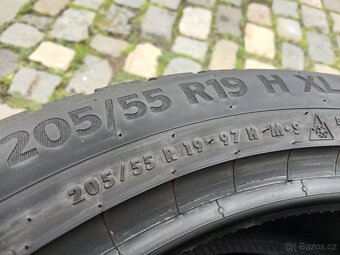 205/55 R19 H XL
205/55 R 19-97 H-M+S
Bazos.cz